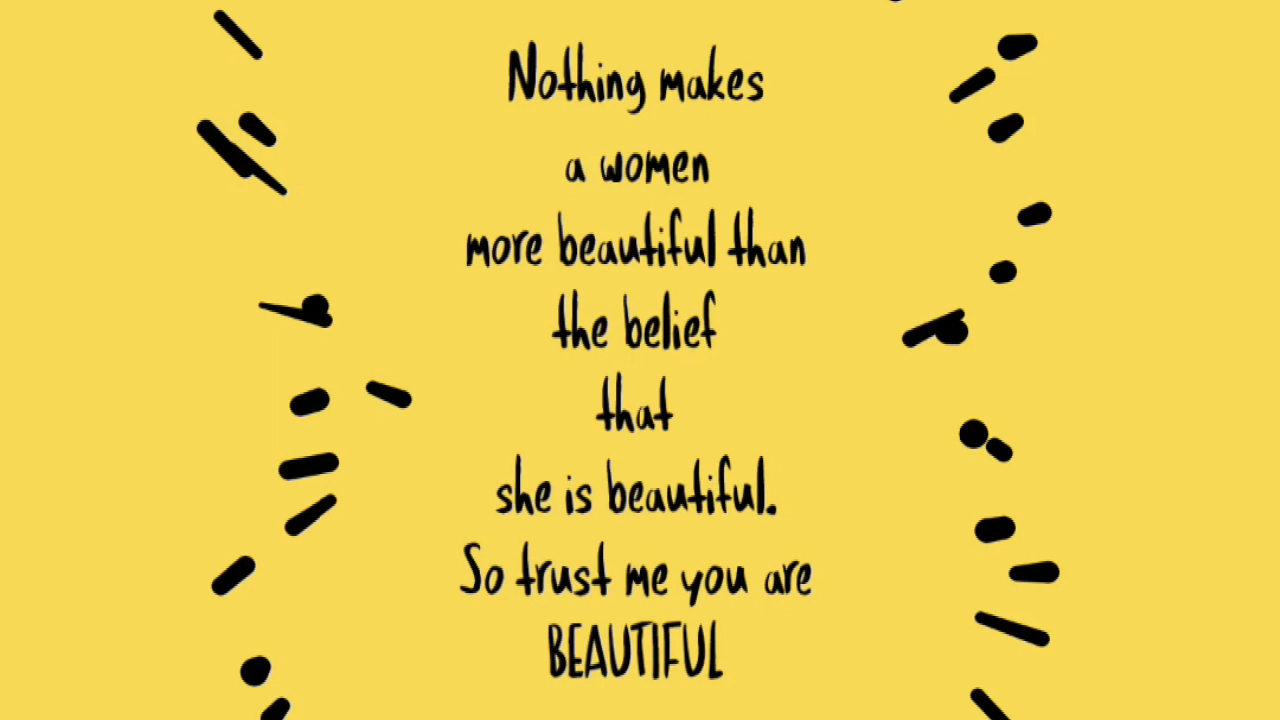 Nothing makes
a women
more beautiful than
the belief
that
she is beautiful.
So trust me you are
BEAUTIFUL